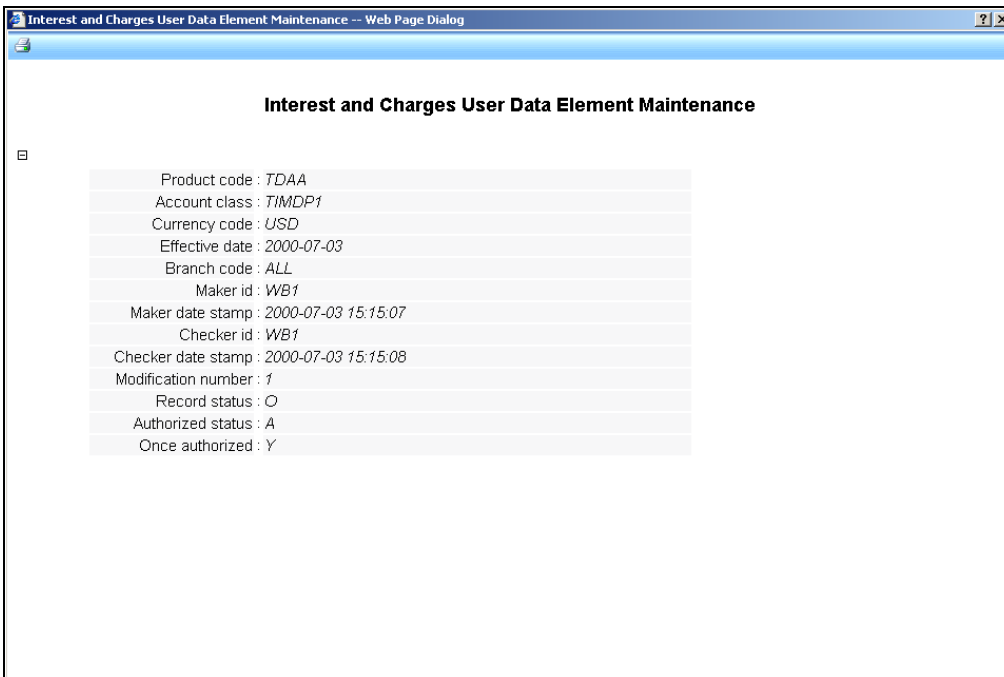 Interest and Charges User Data Element Maintenance -- Web Page Dialog
Interest and Charges User Data Element Maintenance
Product code : TDAA
Account class : TIMDP1
Currency code : USD
Effective date : 2000-07-03
Branch code : ALL
Maker id : WB1
Maker date stamp : 2000-07-03 15:15:07
Checker id : WB1
Checker date stamp : 2000-07-03 15:15:08
Modification number : 1
Record status : O
Authorized status : A
Once authorized : Y